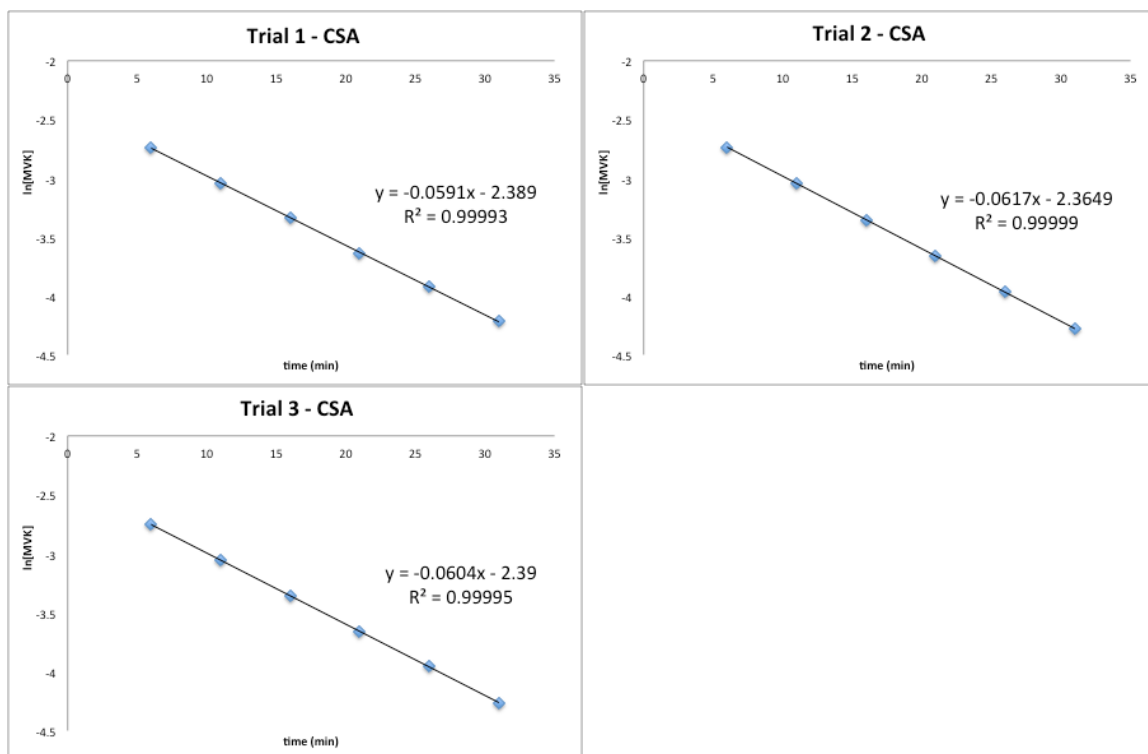 Trial 1 - CSA
-2
0 5 10 15 20 25 30 35
-2.5
-3
-3.5
-4
-4.5
ln[MVK]
y = -0.0591x - 2.389
R² = 0.99993
time (min)
Trial 2 - CSA
-2
0 5 10 15 20 25 30 35
-2.5
-3
-3.5
-4
-4.5
ln[MVK]
y = -0.0617x - 2.3649
R² = 0.99999
time (min)
Trial 3 - CSA
-2
0 5 10 15 20 25 30 35
-2.5
-3
-3.5
-4
-4.5
ln[MVK]
y = -0.0604x - 2.39
R² = 0.99995
time (min)